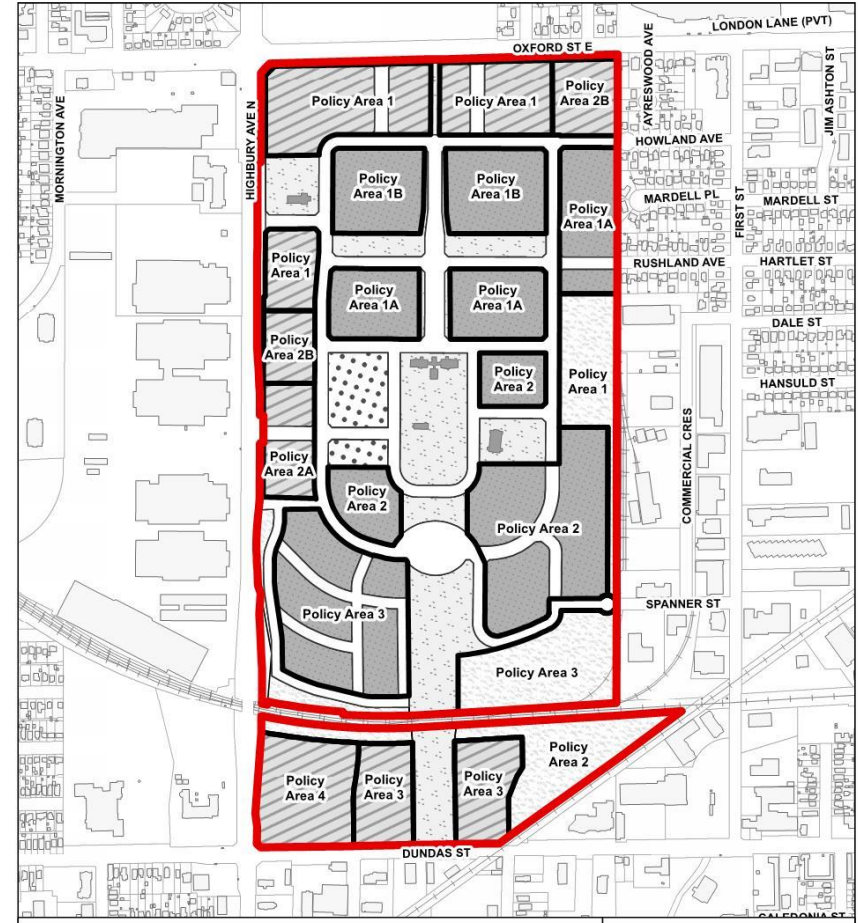 LONDON LANE (PVT)
OXFORD ST E
MORNINGTON AVE
HIGHBURY AVE N
AYRESWOOD AVE
JIM ASHTON ST
Policy Area 1
Policy Area 1
Policy
Area 2B
HOWLAND AVE
Policy
Area 1B
Policy
Area 1B
Policy
Area 1A
MARDELL PL
FIRST ST
MARDELL ST
Policy
Area 1
RUSHLAND AVE
HARTLET ST
Policy
Area 1A
Policy
Area 1A
DALE ST
Policy
Area 2B
Policy
Area 2
Policy
Area 1
HANSULD ST
COMMERCIAL CRES
Policy
Area 2A
Policy
Area 2
Policy Area 2
Policy Area 3
SPANNER ST
Policy Area 3
Policy
Area 2
Policy
Area 4
Policy
Area 3
Policy
Area 3
DUNDAS ST
CALEDONIA ST